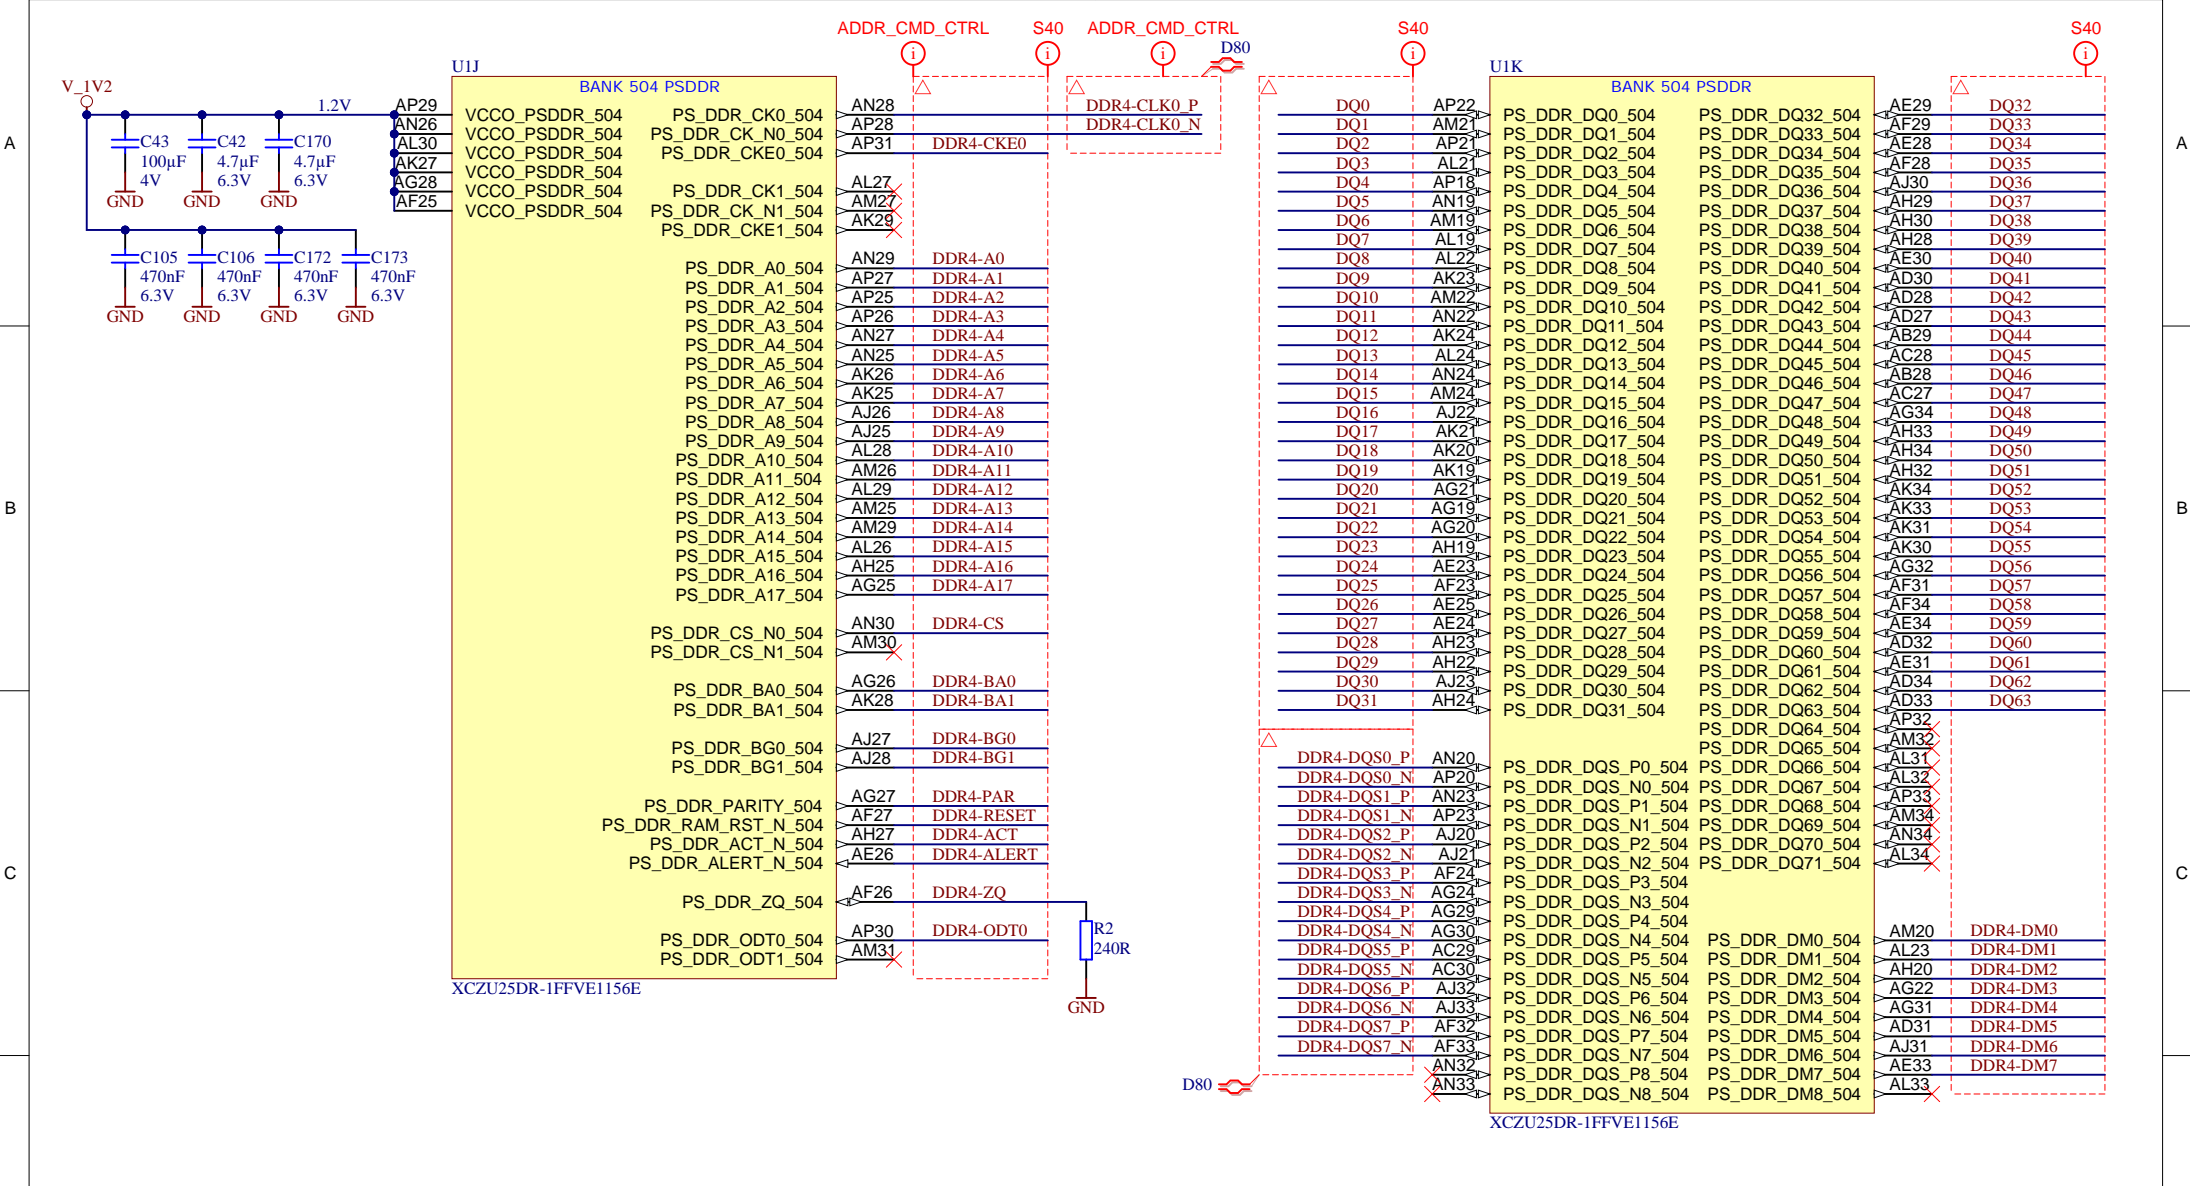 ADDR_CMD_CTRL S40 ADDR_CMD_CTRL S40 S40
i i i i i
D80
U1J U1K
V_1V2 BANK 504 PSDDR BANK 504 PSDDR
1.2V
AP29 VCCO_PSDDR_504 PS_DDR_CK0_504 AN28 DDR4-CLK0_P
AN26 VCCO_PSDDR_504 PS_DDR_CK_N0_504 AP28 DDR4-CLK0_N
AL30 VCCO_PSDDR_504 PS_DDR_CKE0_504 AP31 DDR4-CKE0
AK27 VCCO_PSDDR_504
AG28 VCCO_PSDDR_504 PS_DDR_CK1_504 AL27
AF25 VCCO_PSDDR_504 PS_DDR_CK_N1_504 AM27
PS_DDR_CKE1_504 AK29
C43 C42 C170
100µF 4.7µF 4.7µF
4V 6.3V 6.3V
GND GND GND
C105 C106 C172 C173
470nF 470nF 470nF 470nF
6.3V 6.3V 6.3V 6.3V
GND GND GND GND
PS_DDR_A0_504 AN29 DDR4-A0
PS_DDR_A1_504 AP27 DDR4-A1
PS_DDR_A2_504 AP25 DDR4-A2
PS_DDR_A3_504 AP26 DDR4-A3
PS_DDR_A4_504 AN27 DDR4-A4
PS_DDR_A5_504 AN25 DDR4-A5
PS_DDR_A6_504 AK26 DDR4-A6
PS_DDR_A7_504 AK25 DDR4-A7
PS_DDR_A8_504 AJ26 DDR4-A8
PS_DDR_A9_504 AJ25 DDR4-A9
PS_DDR_A10_504 AL28 DDR4-A10
PS_DDR_A11_504 AM26 DDR4-A11
PS_DDR_A12_504 AL29 DDR4-A12
PS_DDR_A13_504 AM25 DDR4-A13
PS_DDR_A14_504 AM29 DDR4-A14
PS_DDR_A15_504 AL26 DDR4-A15
PS_DDR_A16_504 AH25 DDR4-A16
PS_DDR_A17_504 AG25 DDR4-A17
PS_DDR_CS_N0_504 AN30 DDR4-CS
PS_DDR_CS_N1_504 AM30
PS_DDR_BA0_504 AG26 DDR4-BA0
PS_DDR_BA1_504 AK28 DDR4-BA1
PS_DDR_BG0_504 AJ27 DDR4-BG0
PS_DDR_BG1_504 AJ28 DDR4-BG1
PS_DDR_PARITY_504 AG27 DDR4-PAR
PS_DDR_RAM_RST_N_504 AF27 DDR4-RESET
PS_DDR_ACT_N_504 AH27 DDR4-ACT
PS_DDR_ALERT_N_504 AE26 DDR4-ALERT
PS_DDR_ZQ_504 AF26 DDR4-ZQ
PS_DDR_ODT0_504 AP30 DDR4-ODT0
PS_DDR_ODT1_504 AM31
R2
240R
GND
XCZU25DR-1FFVE1156E
DQ0 AP22 PS_DDR_DQ0_504 PS_DDR_DQ32_504 AE29 DQ32
DQ1 AM21 PS_DDR_DQ1_504 PS_DDR_DQ33_504 AF29 DQ33
DQ2 AP21 PS_DDR_DQ2_504 PS_DDR_DQ34_504 AE28 DQ34
DQ3 AL21 PS_DDR_DQ3_504 PS_DDR_DQ35_504 AF28 DQ35
DQ4 AP18 PS_DDR_DQ4_504 PS_DDR_DQ36_504 AJ30 DQ36
DQ5 AN19 PS_DDR_DQ5_504 PS_DDR_DQ37_504 AH29 DQ37
DQ6 AM19 PS_DDR_DQ6_504 PS_DDR_DQ38_504 AH30 DQ38
DQ7 AL19 PS_DDR_DQ7_504 PS_DDR_DQ39_504 AH28 DQ39
DQ8 AL22 PS_DDR_DQ8_504 PS_DDR_DQ40_504 AE30 DQ40
DQ9 AK23 PS_DDR_DQ9_504 PS_DDR_DQ41_504 AD30 DQ41
DQ10 AM22 PS_DDR_DQ10_504 PS_DDR_DQ42_504 AD28 DQ42
DQ11 AN22 PS_DDR_DQ11_504 PS_DDR_DQ43_504 AD27 DQ43
DQ12 AK24 PS_DDR_DQ12_504 PS_DDR_DQ44_504 AB29 DQ44
DQ13 AL24 PS_DDR_DQ13_504 PS_DDR_DQ45_504 AC28 DQ45
DQ14 AN24 PS_DDR_DQ14_504 PS_DDR_DQ46_504 AB28 DQ46
DQ15 AM24 PS_DDR_DQ15_504 PS_DDR_DQ47_504 AC27 DQ47
DQ16 AJ22 PS_DDR_DQ16_504 PS_DDR_DQ48_504 AG34 DQ48
DQ17 AK21 PS_DDR_DQ17_504 PS_DDR_DQ49_504 AH33 DQ49
DQ18 AK20 PS_DDR_DQ18_504 PS_DDR_DQ50_504 AH34 DQ50
DQ19 AK19 PS_DDR_DQ19_504 PS_DDR_DQ51_504 AH32 DQ51
DQ20 AG21 PS_DDR_DQ20_504 PS_DDR_DQ52_504 AK34 DQ52
DQ21 AG19 PS_DDR_DQ21_504 PS_DDR_DQ53_504 AK33 DQ53
DQ22 AG20 PS_DDR_DQ22_504 PS_DDR_DQ54_504 AK31 DQ54
DQ23 AH19 PS_DDR_DQ23_504 PS_DDR_DQ55_504 AK30 DQ55
DQ24 AE23 PS_DDR_DQ24_504 PS_DDR_DQ56_504 AG32 DQ56
DQ25 AF23 PS_DDR_DQ25_504 PS_DDR_DQ57_504 AF31 DQ57
DQ26 AE25 PS_DDR_DQ26_504 PS_DDR_DQ58_504 AF34 DQ58
DQ27 AE24 PS_DDR_DQ27_504 PS_DDR_DQ59_504 AE34 DQ59
DQ28 AH23 PS_DDR_DQ28_504 PS_DDR_DQ60_504 AD32 DQ60
DQ29 AH22 PS_DDR_DQ29_504 PS_DDR_DQ61_504 AE31 DQ61
DQ30 AJ23 PS_DDR_DQ30_504 PS_DDR_DQ62_504 AD34 DQ62
DQ31 AH24 PS_DDR_DQ31_504 PS_DDR_DQ63_504 AD33 DQ63
PS_DDR_DQ64_504 AP32
PS_DDR_DQ65_504 AM32
DDR4-DQS0_P AN20 PS_DDR_DQS_P0_504 PS_DDR_DQ66_504 AL31
DDR4-DQS0_N AP20 PS_DDR_DQS_N0_504 PS_DDR_DQ67_504 AL32
DDR4-DQS1_P AN23 PS_DDR_DQS_P1_504 PS_DDR_DQ68_504 AP33
DDR4-DQS1_N AP23 PS_DDR_DQS_N1_504 PS_DDR_DQ69_504 AM34
DDR4-DQS2_P AJ20 PS_DDR_DQS_P2_504 PS_DDR_DQ70_504 AN34
DDR4-DQS2_N AJ21 PS_DDR_DQS_N2_504 PS_DDR_DQ71_504 AL34
DDR4-DQS3_P AF24 PS_DDR_DQS_P3_504
DDR4-DQS3_N AG24 PS_DDR_DQS_N3_504
DDR4-DQS4_P AG29 PS_DDR_DQS_P4_504
DDR4-DQS4_N AG30 PS_DDR_DQS_N4_504 PS_DDR_DM0_504 AM20 DDR4-DM0
DDR4-DQS5_P AC29 PS_DDR_DQS_P5_504 PS_DDR_DM1_504 AL23 DDR4-DM1
DDR4-DQS5_N AC30 PS_DDR_DQS_N5_504 PS_DDR_DM2_504 AH20 DDR4-DM2
DDR4-DQS6_P AJ32 PS_DDR_DQS_P6_504 PS_DDR_DM3_504 AG22 DDR4-DM3
DDR4-DQS6_N AJ33 PS_DDR_DQS_N6_504 PS_DDR_DM4_504 AG31 DDR4-DM4
DDR4-DQS7_P AF32 PS_DDR_DQS_P7_504 PS_DDR_DM5_504 AD31 DDR4-DM5
DDR4-DQS7_N AF33 PS_DDR_DQS_N7_504 PS_DDR_DM6_504 AJ31 DDR4-DM6
AN32 PS_DDR_DQS_P8_504 PS_DDR_DM7_504 AE33 DDR4-DM7
AN33 PS_DDR_DQS_N8_504 PS_DDR_DM8_504 AL33
D80
XCZU25DR-1FFVE1156E
A A
B B
C C